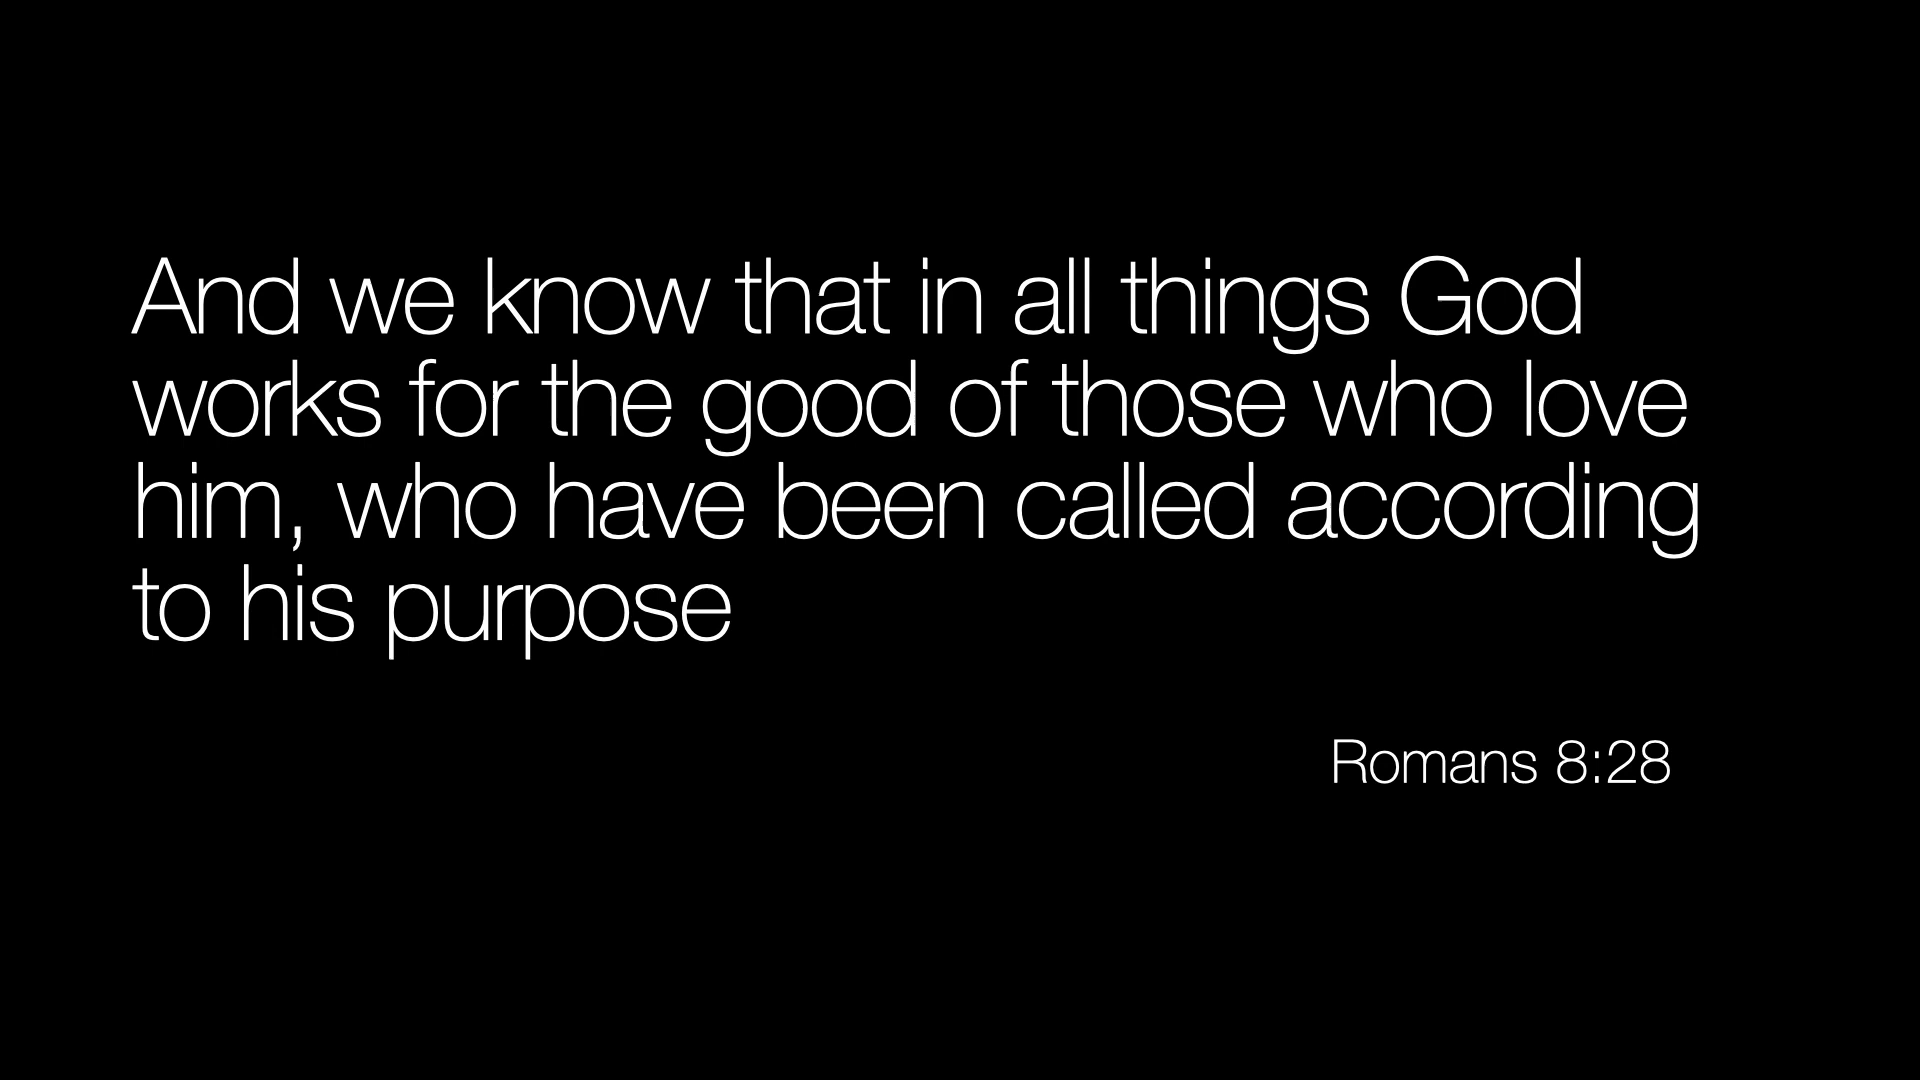 And we know that in all things God
works for the good of those who love
him, who have been called according
to his purpose
Romans 8:28